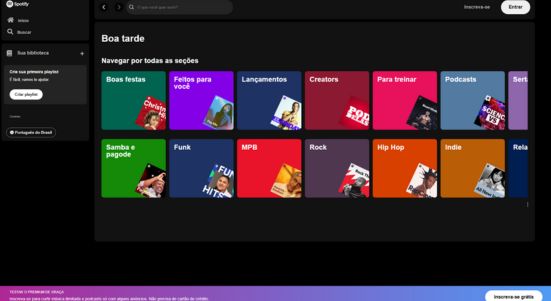 Spotify
Início
Buscar
Sua biblioteca
Crie sua primeira playlist
É fácil, vamos te ajudar.
Criar playlist
Cookies
Português do Brasil
O que você quer ouvir?
Inscreva-se
Entrar
Boa tarde
Navegar por todas as seções
Boas festas
Feitos para você
Lançamentos
Creators
Para treinar
Podcasts
Serta
Samba e pagode
Funk
MPB
Rock
Hip Hop
Indie
Rela
TESTE O PREMIUM DE GRAÇA
Inscreva-se para curtir música ilimitada e podcasts só com alguns anúncios. Não precisa de cartão de crédito.
Inscreva-se grátis